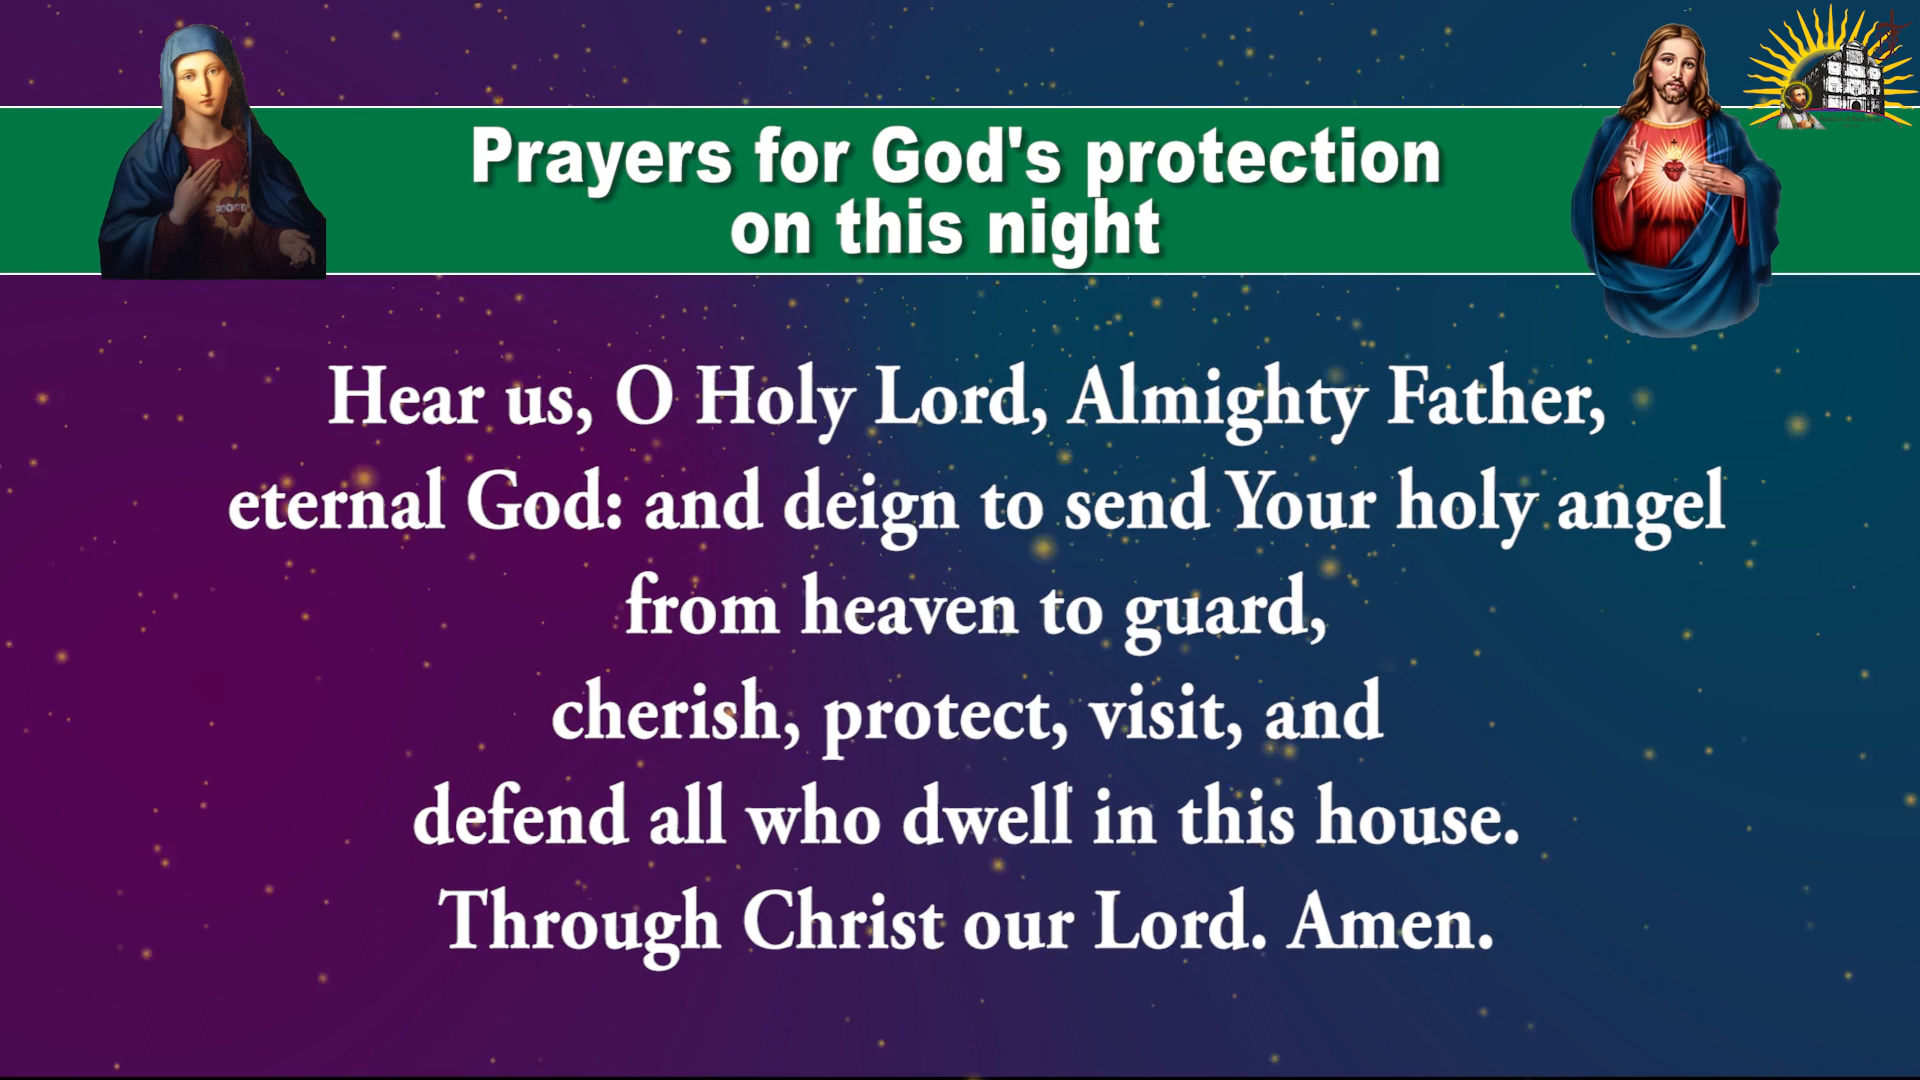 Prayers for God's protection
on this night
Hear us, O Holy Lord, Almighty Father,
eternal God: and deign to send Your holy angel
from heaven to guard,
cherish, protect, visit, and
defend all who dwell in this house.
Through Christ our Lord. Amen.